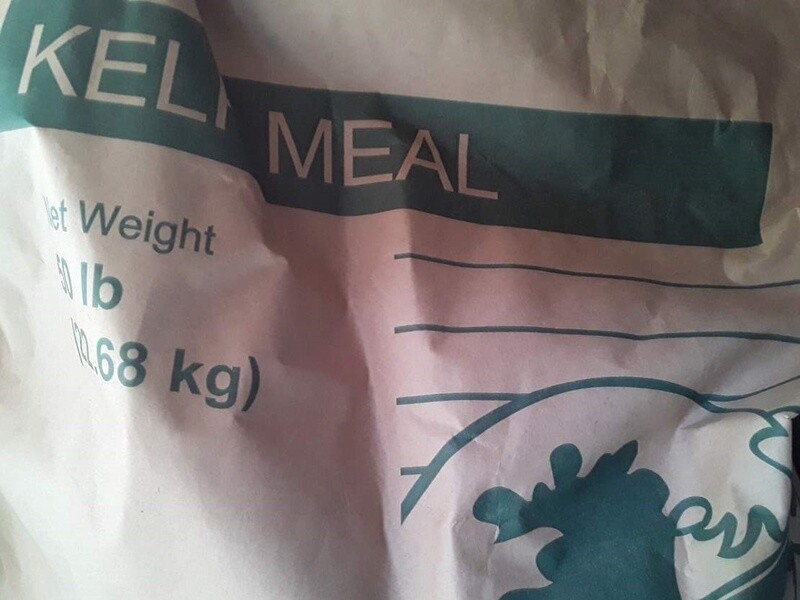 KELP MEAL
Net Weight
50 lb
(22.68 kg)